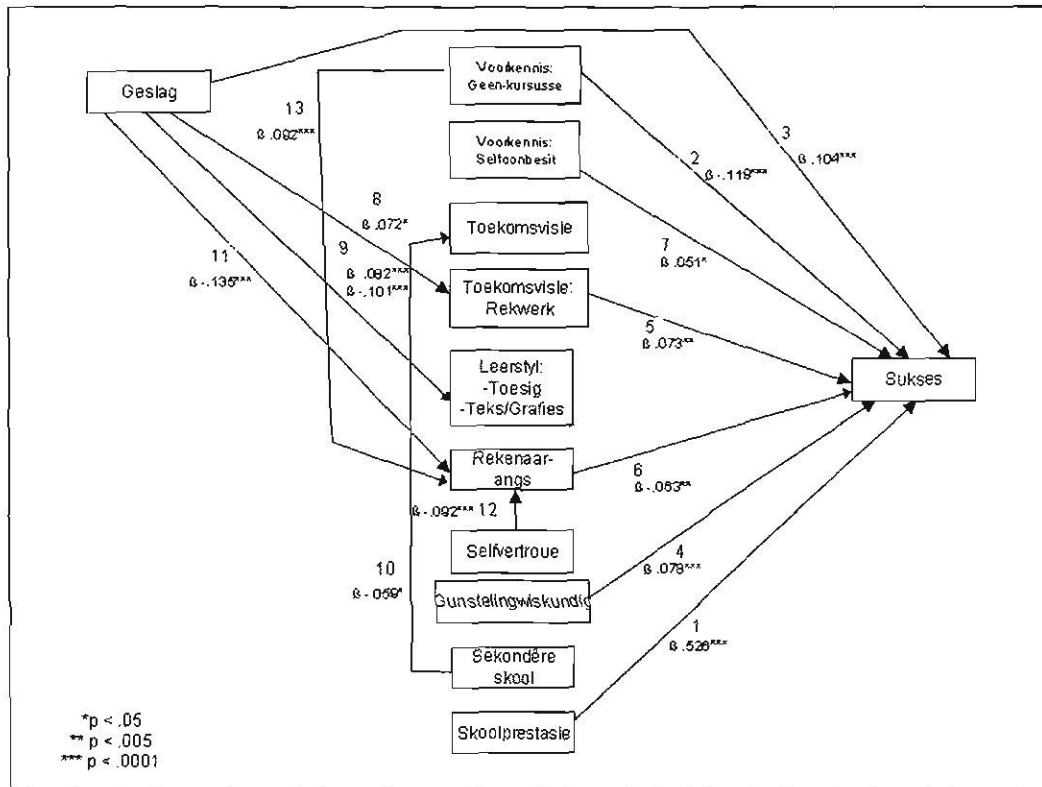 Geslag
Voorkennis:
Geen-kursusse
Voorkennis:
Selfoonbesit
Toekomsvisie
Toekomsvisie:
Rekwerk
Leerstyl:
-Toesig
-Teks/Grafies
Rekenaar-
angs
Selfvertroue
Gunstelingwiskundig
Sekondêre
skool
Skoolprestasie
Sukses
13
ß .092***
3
ß .104***
2
ß -.119***
8
ß .072*
7
ß .051*
11
ß -.135***
9
ß .082***
ß -.101***
5
ß .073**
6
ß -.063**
ß -.092*** 12
4
ß .078***
10
ß -.059*
1
ß .526***
*p < .05
** p < .005
*** p < .0001